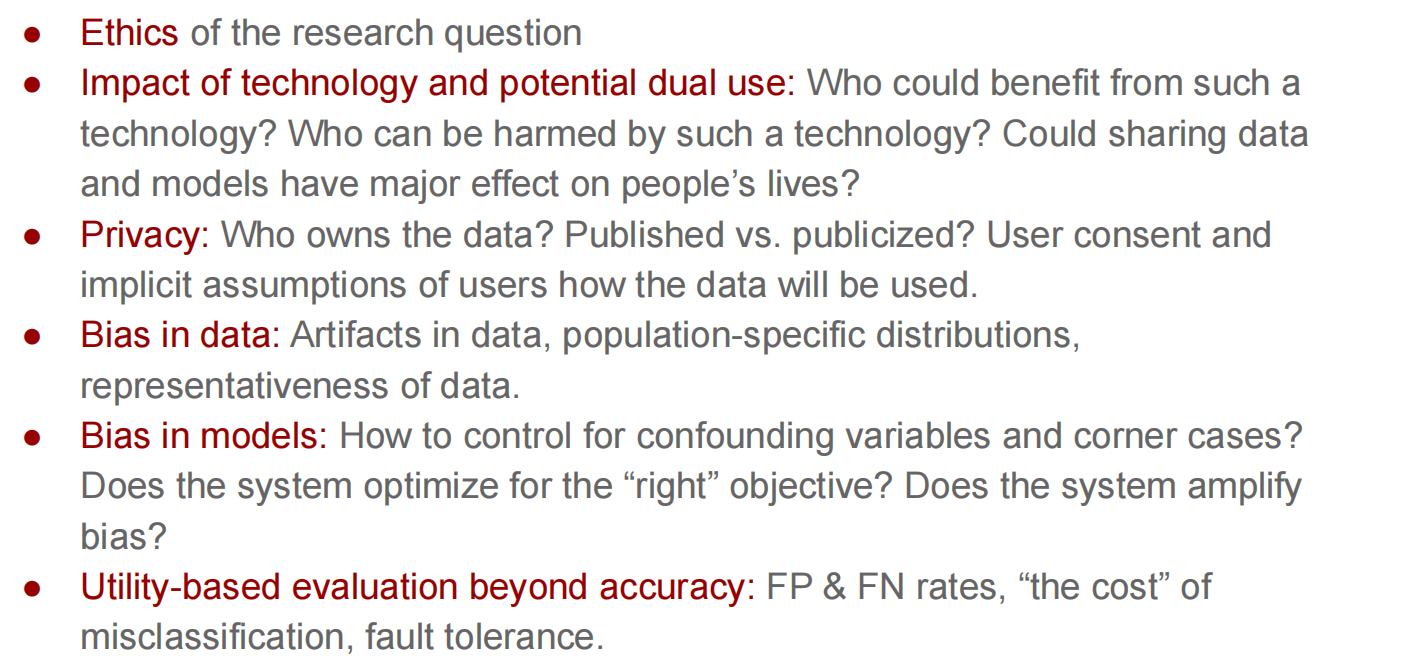 ● Ethics of the research question
● Impact of technology and potential dual use: Who could benefit from such a
technology? Who can be harmed by such a technology? Could sharing data
and models have major effect on people’s lives?
● Privacy: Who owns the data? Published vs. publicized? User consent and
implicit assumptions of users how the data will be used.
● Bias in data: Artifacts in data, population-specific distributions,
representativeness of data.
● Bias in models: How to control for confounding variables and corner cases?
Does the system optimize for the “right” objective? Does the system amplify
bias?
● Utility-based evaluation beyond accuracy: FP & FN rates, “the cost” of
misclassification, fault tolerance.